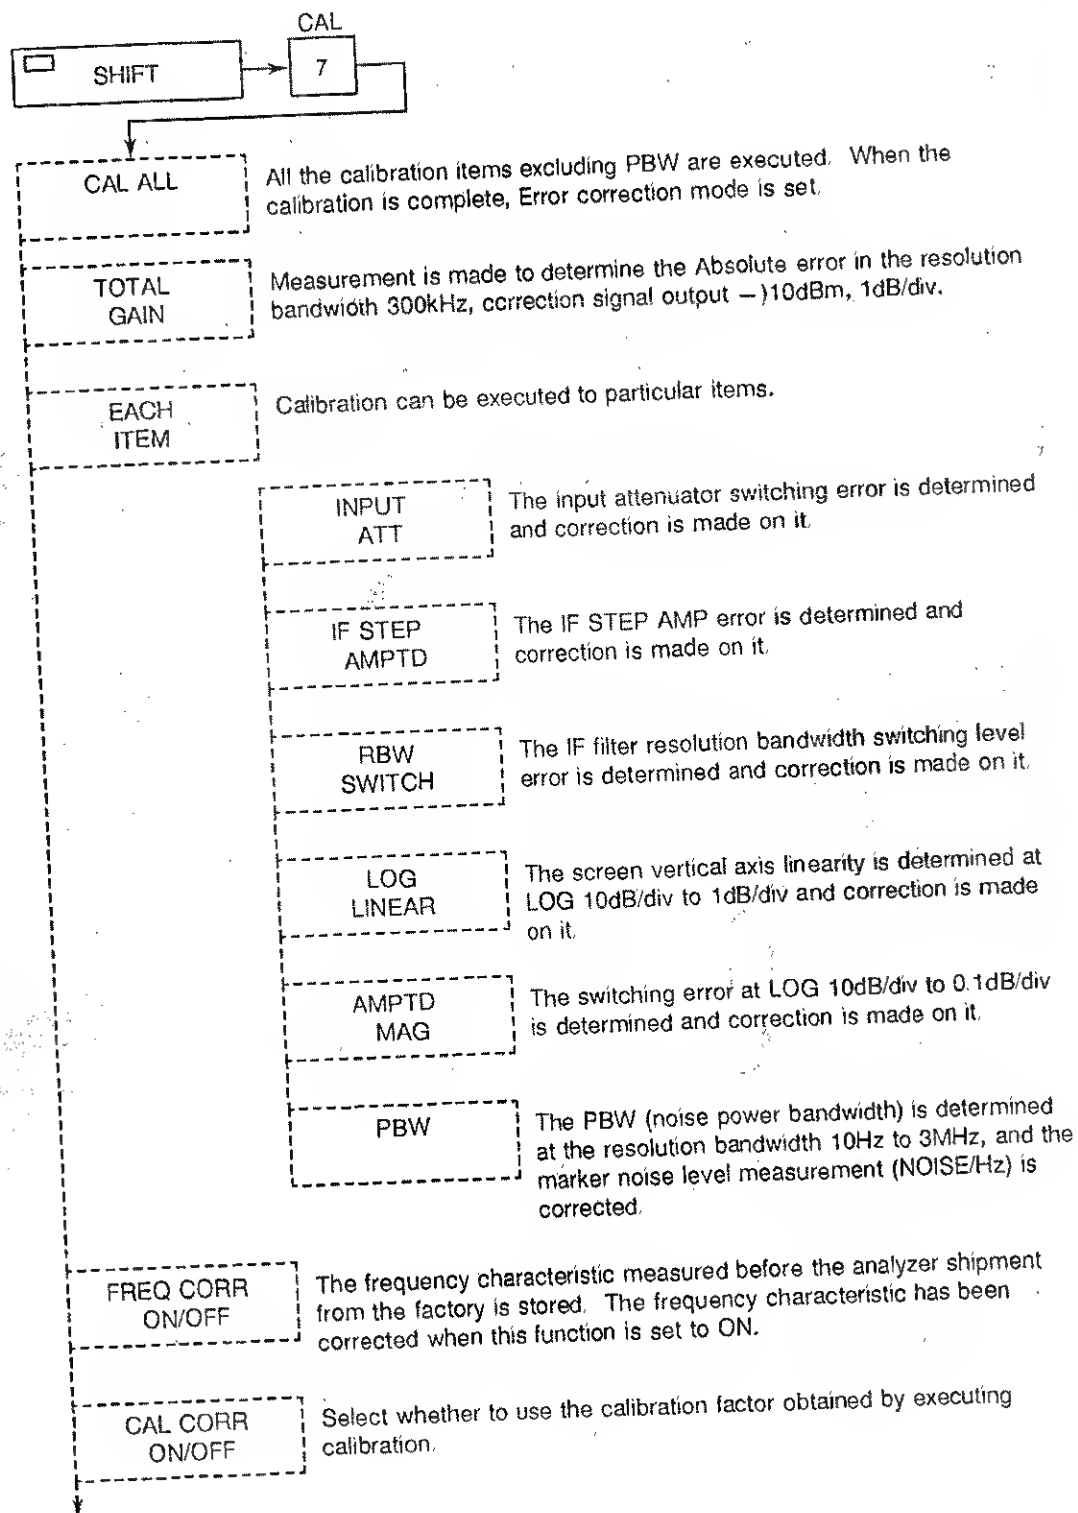 CAL
SHIFT
7
CAL ALL
All the calibration items excluding PBW are executed. When the
calibration is complete, Error correction mode is set.
TOTAL
GAIN
Measurement is made to determine the Absolute error in the resolution
bandwidth 300kHz, correction signal output —)10dBm, 1dB/div.
EACH
ITEM
Calibration can be executed to particular items.
INPUT
ATT
The input attenuator switching error is determined
and correction is made on it.
IF STEP
AMPTD
The IF STEP AMP error is determined and
correction is made on it.
RBW
SWITCH
The IF filter resolution bandwidth switching level
error is determined and correction is made on it.
LOG
LINEAR
The screen vertical axis linearity is determined at
LOG 10dB/div to 1dB/div and correction is made
on it.
AMPTD
MAG
The switching error at LOG 10dB/div to 0.1dB/div
is determined and correction is made on it.
PBW
The PBW (noise power bandwidth) is determined
at the resolution bandwidth 10Hz to 3MHz, and the
marker noise level measurement (NOISE/Hz) is
corrected.
FREQ CORR
ON/OFF
The frequency characteristic measured before the analyzer shipment
from the factory is stored. The frequency characteristic has been
corrected when this function is set to ON.
CAL CORR
ON/OFF
Select whether to use the calibration factor obtained by executing
calibration.